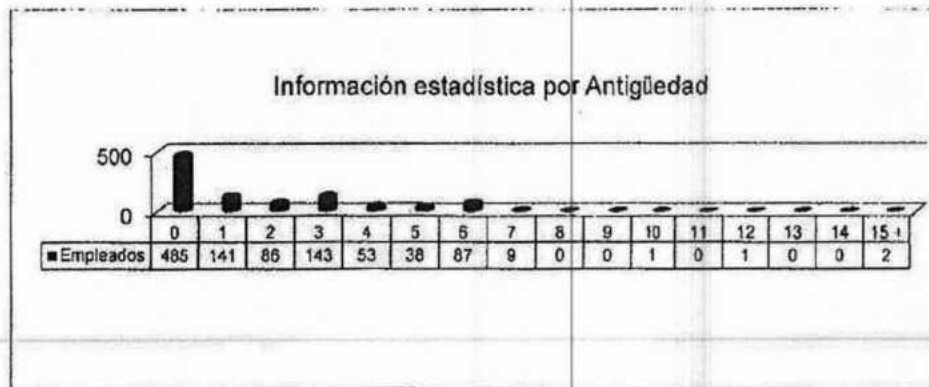 Información estadística por Antigüedad
500
0
0 1 2 3 4 5 6 7 8 9 10 11 12 13 14 15 +
Empleados 485 141 86 143 53 38 87 9 0 0 1 0 1 0 0 2